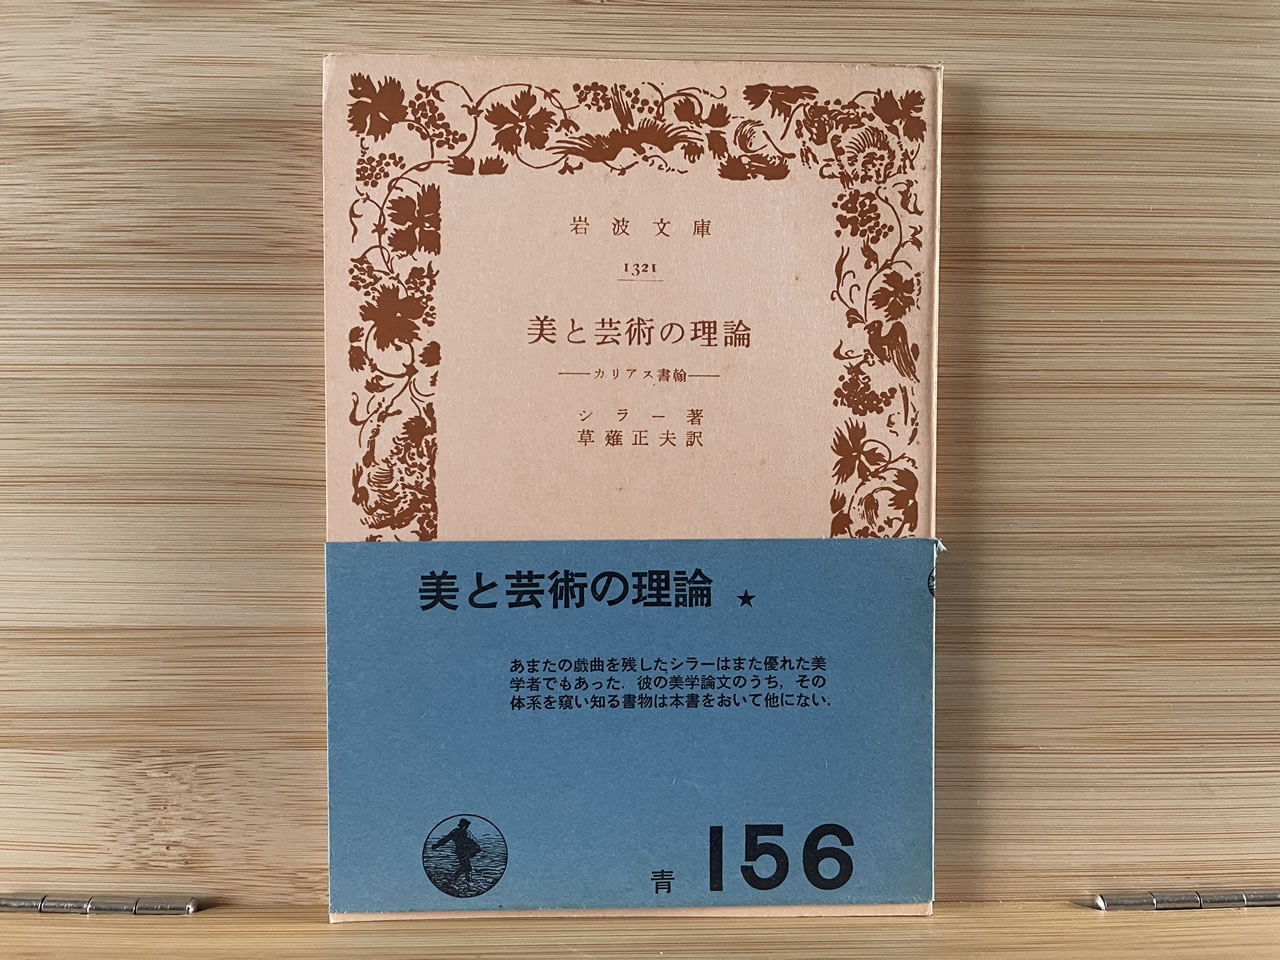 岩波文庫
1321
美と芸術の理論
──カリアス書翰──
シラー著
草薙正夫訳
美と芸術の理論 ★
あまたの戯曲を残したシラーはまた優れた美
学者でもあった．彼の美学論文のうち，その
体系を窺い知る書物は本書をおいて他にない．
青 156